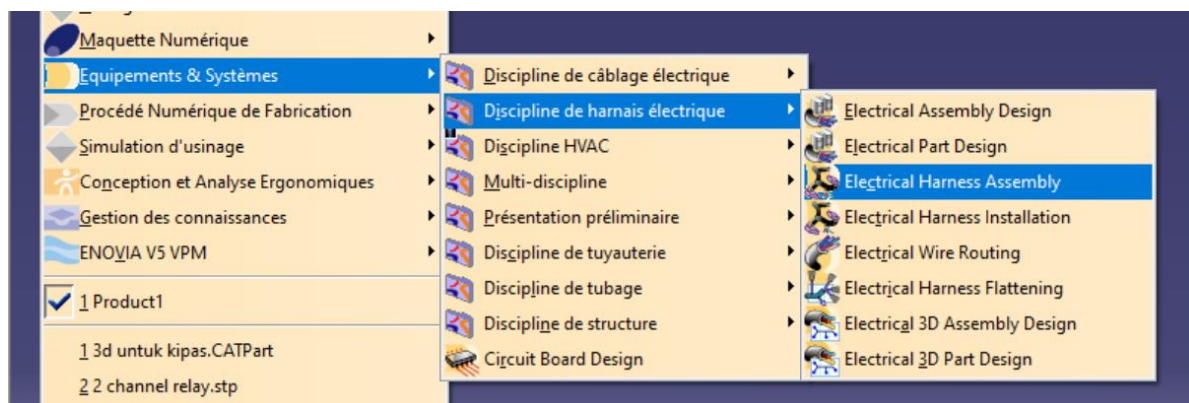 Maquette Numérique
Equipements & Systèmes
Procédé Numérique de Fabrication
Simulation d'usinage
Conception et Analyse Ergonomiques
Gestion des connaissances
ENOVIA V5 VPM
1 Product1
1 3d untuk kipas.CATPart
2 2 channel relay.stp
Discipline de câblage électrique
Discipline de harnais électrique
Discipline HVAC
Multi-discipline
Présentation préliminaire
Discipline de tuyauterie
Discipline de tubage
Discipline de structure
Circuit Board Design
Electrical Assembly Design
Electrical Part Design
Electrical Harness Assembly
Electrical Harness Installation
Electrical Wire Routing
Electrical Harness Flattening
Electrical 3D Assembly Design
Electrical 3D Part Design